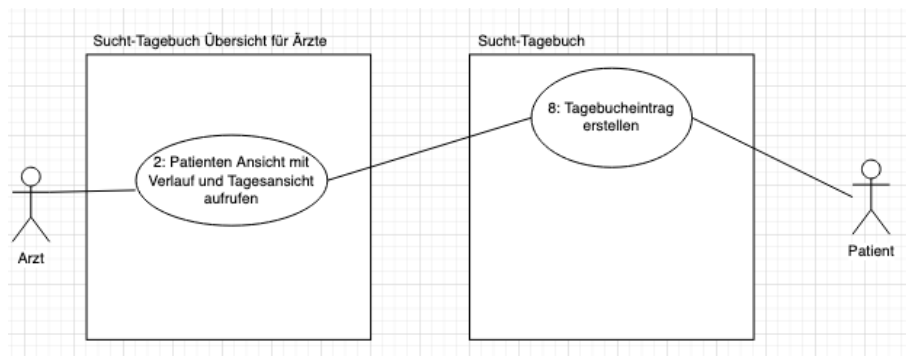 Sucht-Tagebuch Übersicht für Ärzte
Sucht-Tagebuch
8: Tagebucheintrag
erstellen
2: Patienten Ansicht mit
Verlauf und Tagesansicht
aufrufen
Arzt
Patient